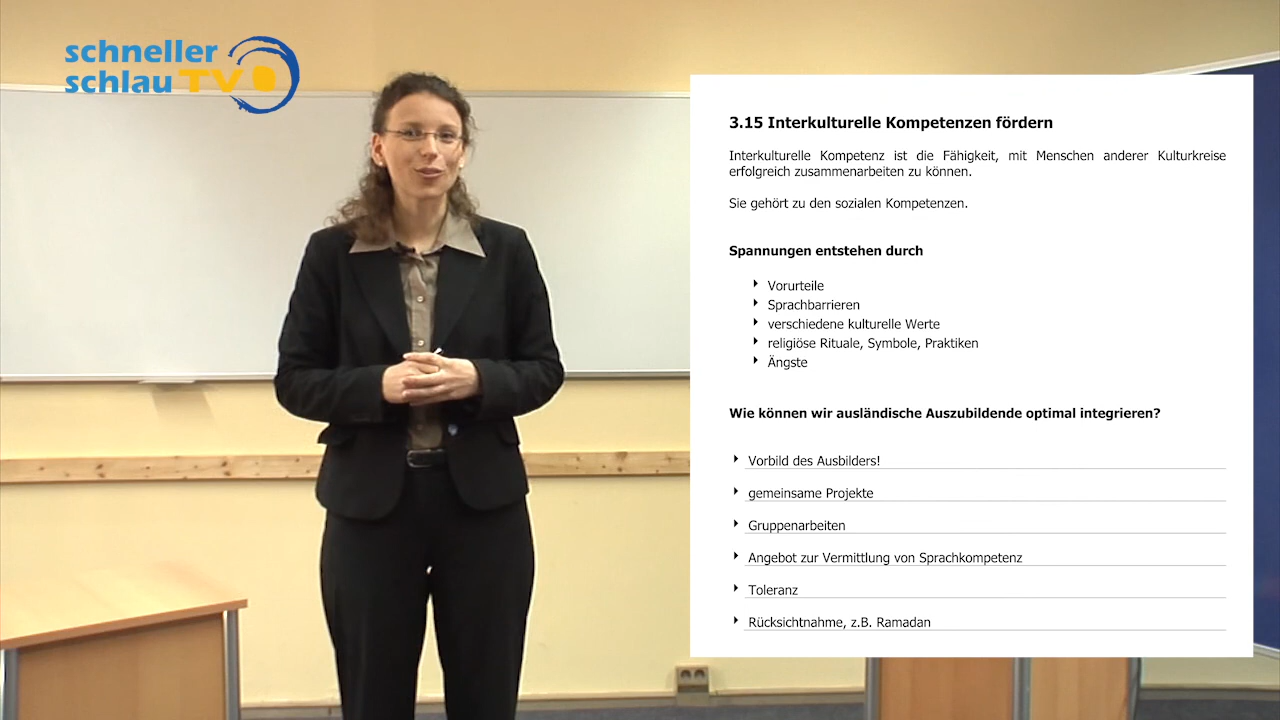 schneller
schlau TV
3.15 Interkulturelle Kompetenzen fördern
Interkulturelle Kompetenz ist die Fähigkeit, mit Menschen anderer Kulturkreise
erfolgreich zusammenarbeiten zu können.
Sie gehört zu den sozialen Kompetenzen.
Spannungen entstehen durch
Vorurteile
Sprachbarrieren
verschiedene kulturelle Werte
religiöse Rituale, Symbole, Praktiken
Ängste
Wie können wir ausländische Auszubildende optimal integrieren?
Vorbild des Ausbilders!
gemeinsame Projekte
Gruppenarbeiten
Angebot zur Vermittlung von Sprachkompetenz
Toleranz
Rücksichtnahme, z.B. Ramadan